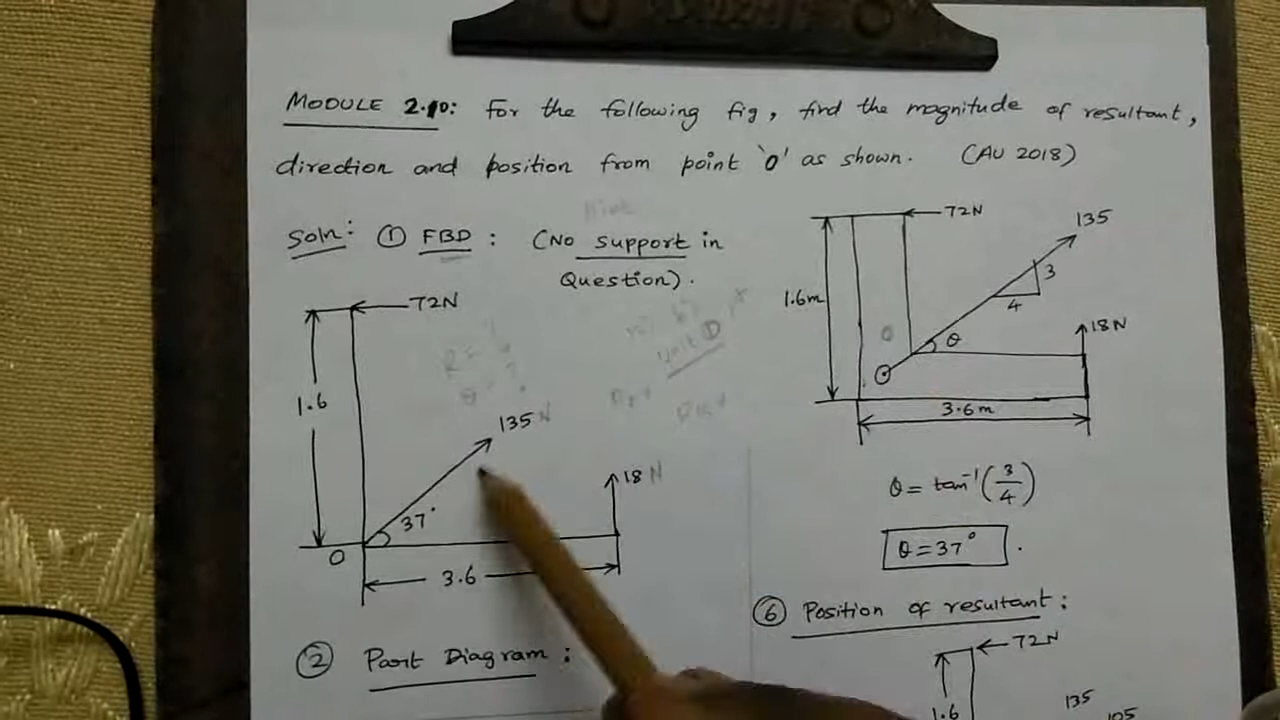 MODULE 2.10: For the following fig, find the magnitude of resultant,
direction and position from point 'O' as shown. (AU 2018)
Soln: ① FBD: (No support in
Question).
72N
1.6
135N
37°
18 N
O
3.6
② Part Diagram:
72N
135
3
4
1.6m
θ
18N
O
3.6m
θ = tan⁻¹(3/4)
θ = 37°.
⑥ Position of resultant:
72N
1.6
135
105